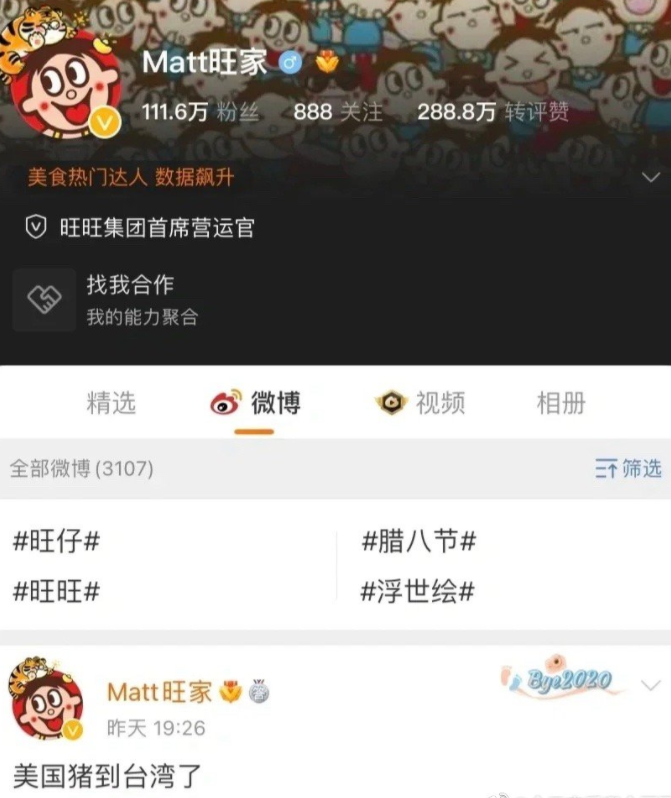 Matt旺家
111.6万 粉丝 888 关注 288.8万 转评赞
美食热门达人 数据飙升
旺旺集团首席营运官
找我合作
我的能力聚合
精选 微博 视频 相册
全部微博(3107) 筛选
#旺仔# #腊八节#
#旺旺# #浮世绘#
Matt旺家 Bye2020
昨天 19:26
美国猪到台湾了